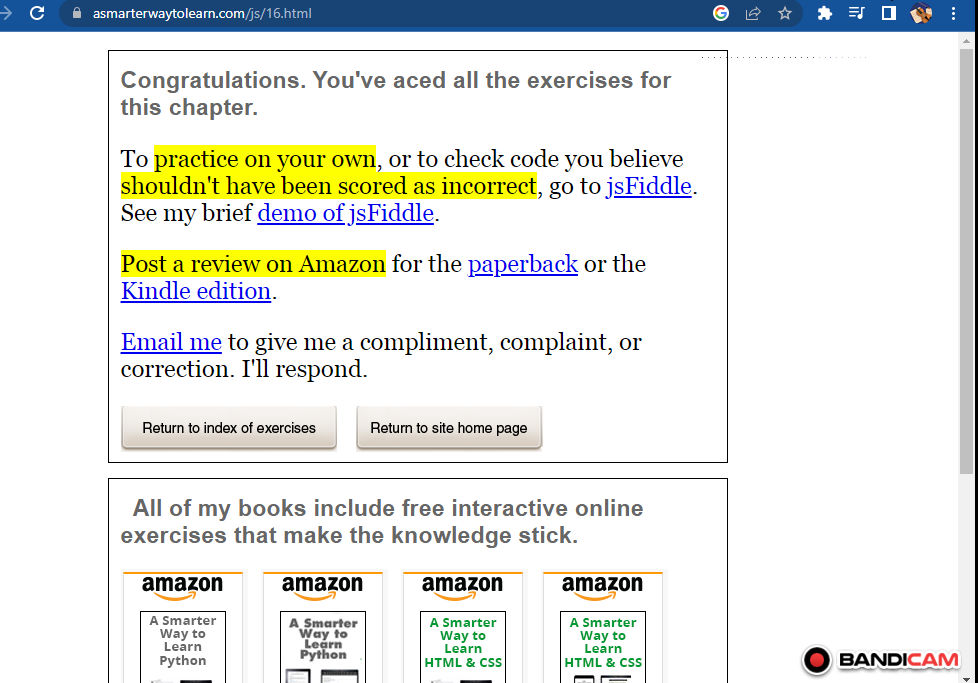 asmarterwaytolearn.com/js/16.html
Congratulations. You've aced all the exercises for
this chapter.
To practice on your own, or to check code you believe
shouldn't have been scored as incorrect, go to jsFiddle.
See my brief demo of jsFiddle.
Post a review on Amazon for the paperback or the
Kindle edition.
Email me to give me a compliment, complaint, or
correction. I'll respond.
Return to index of exercises Return to site home page
All of my books include free interactive online
exercises that make the knowledge stick.
amazon amazon amazon amazon
A Smarter A Smarter A Smarter A Smarter
Way to Way to Way to Way to
Learn Learn Learn Learn
Python Python HTML & CSS HTML & CSS
BANDICAM